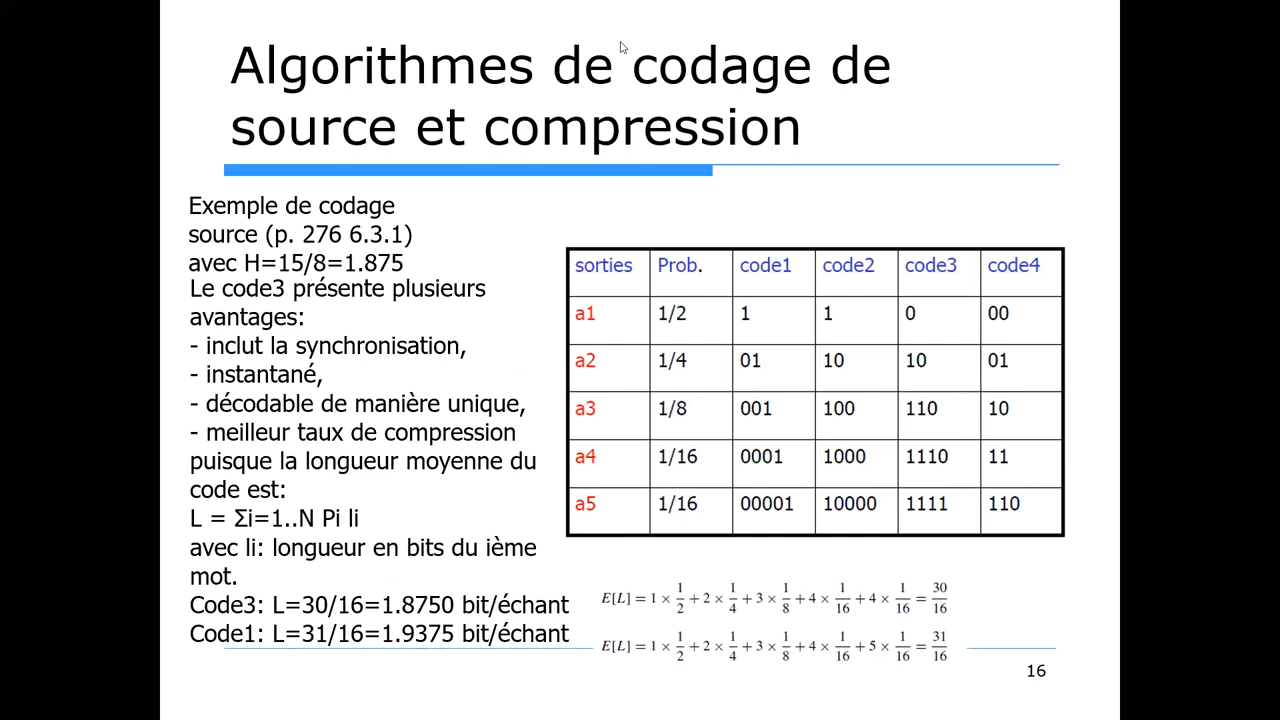 Algorithmes de codage de
source et compression
Exemple de codage
source (p. 276 6.3.1)
avec H=15/8=1.875
Le code3 présente plusieurs
avantages:
- inclut la synchronisation,
- instantané,
- décodable de manière unique,
- meilleur taux de compression
puisque la longueur moyenne du
code est:
L = Σi=1..N Pi li
avec li: longueur en bits du ième
mot.
Code3: L=30/16=1.8750 bit/échant
Code1: L=31/16=1.9375 bit/échant
sorties Prob. code1 code2 code3 code4
a1 1/2 1 1 0 00
a2 1/4 01 10 10 01
a3 1/8 001 100 110 10
a4 1/16 0001 1000 1110 11
a5 1/16 00001 10000 1111 110
E[L] = 1 × 1/2 + 2 × 1/4 + 3 × 1/8 + 4 × 1/16 + 4 × 1/16 = 30/16
E[L] = 1 × 1/2 + 2 × 1/4 + 3 × 1/8 + 4 × 1/16 + 5 × 1/16 = 31/16
16